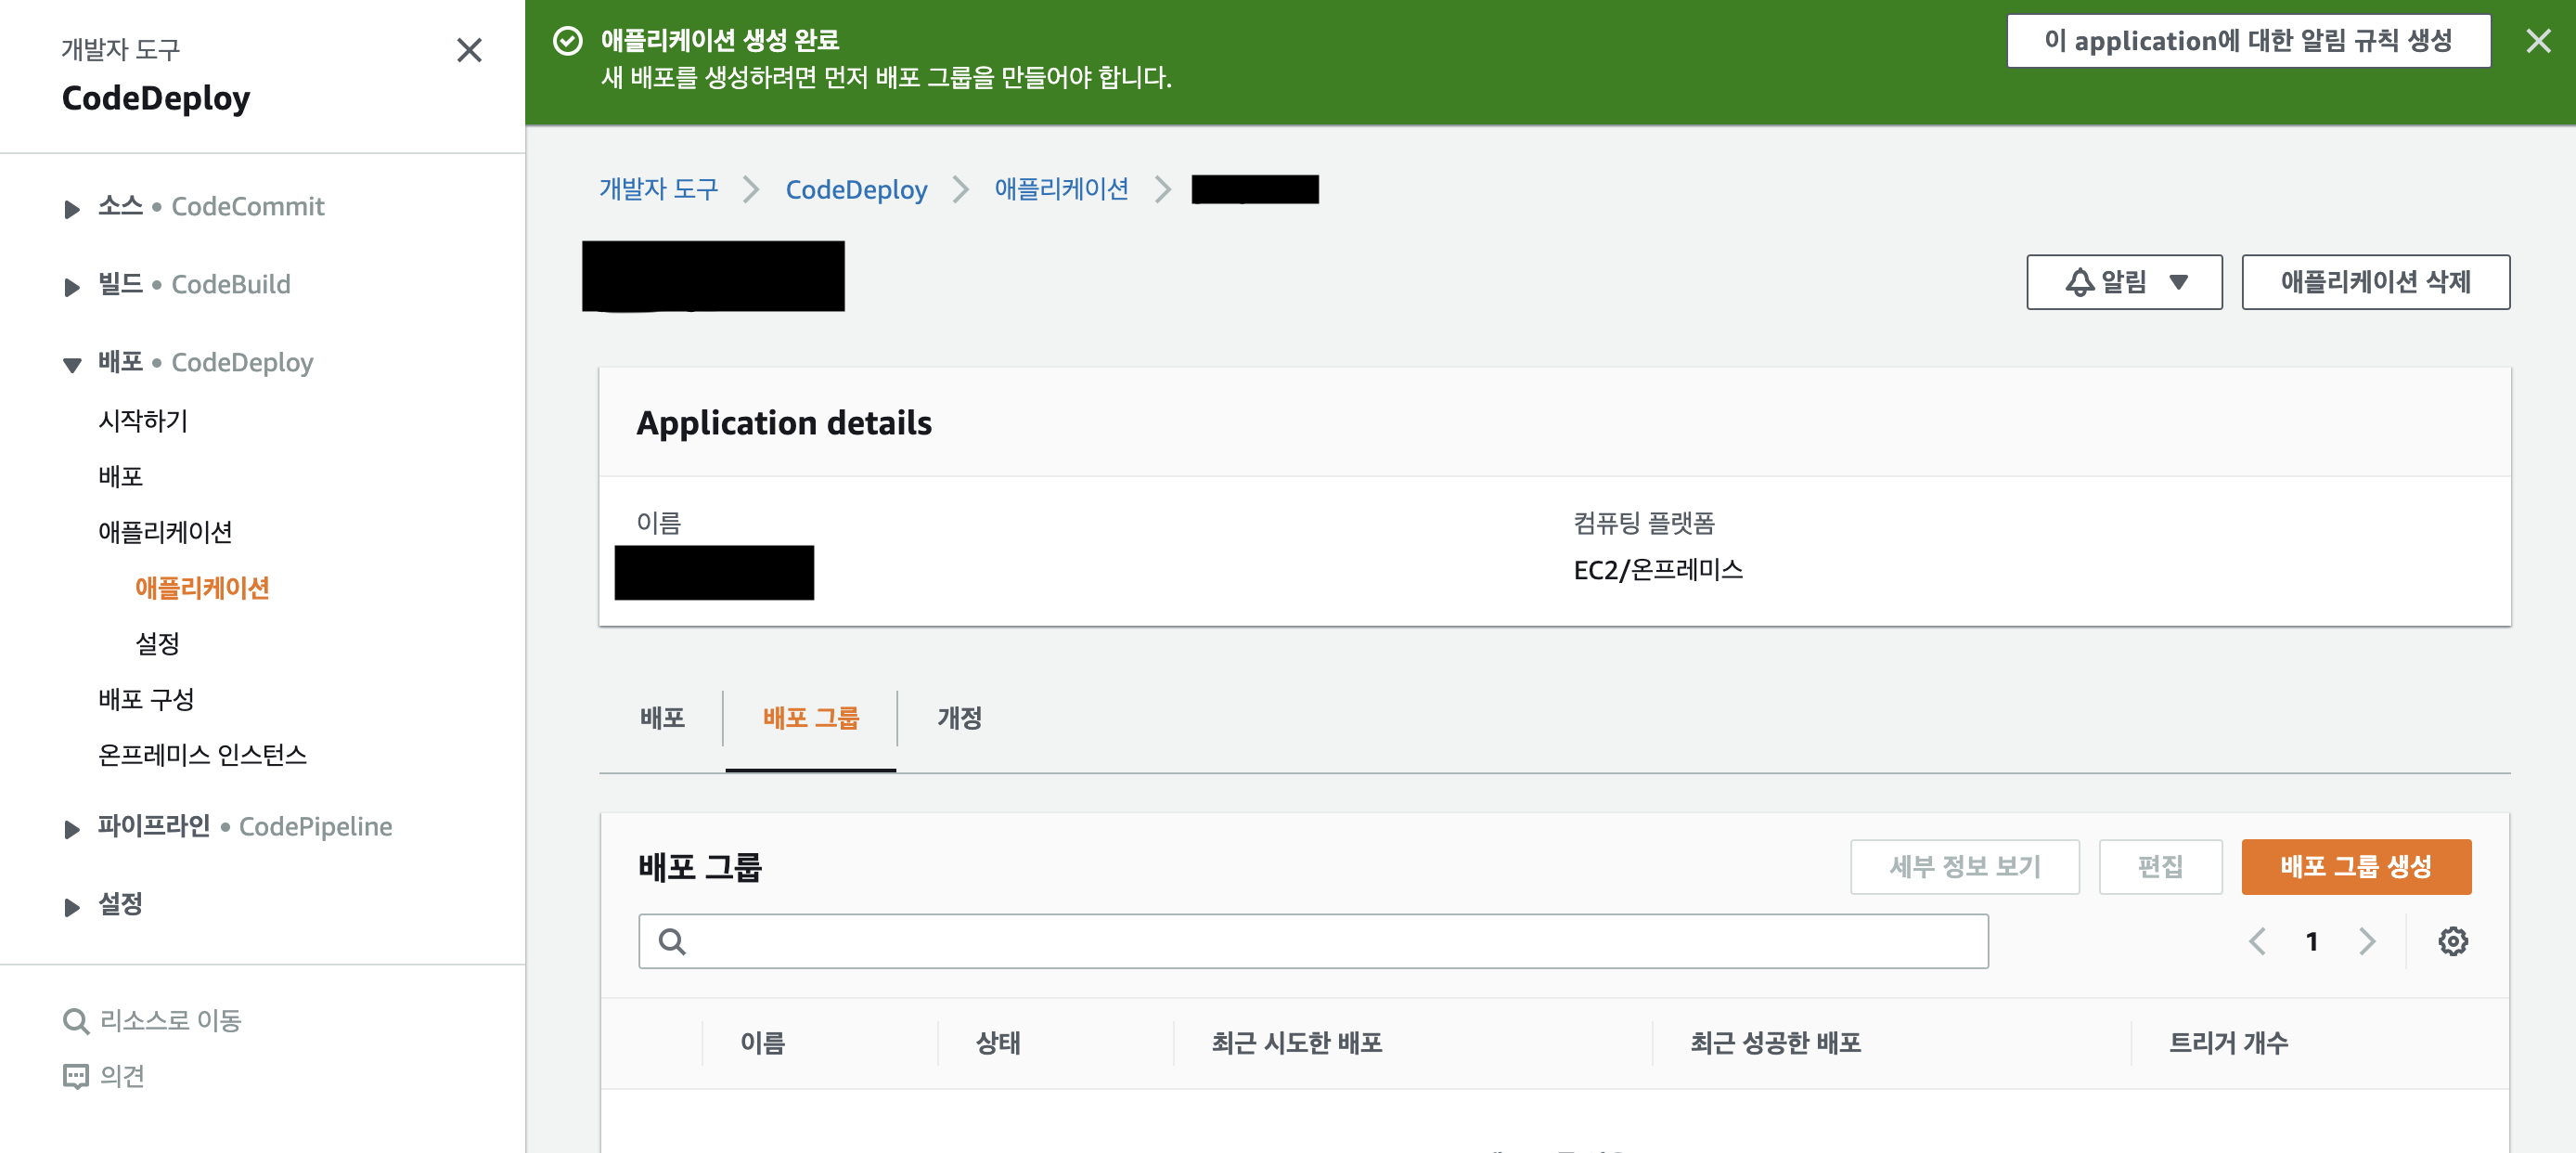 개발자 도구
CodeDeploy
소스 • CodeCommit
빌드 • CodeBuild
배포 • CodeDeploy
시작하기
배포
애플리케이션
애플리케이션
설정
배포 구성
온프레미스 인스턴스
파이프라인 • CodePipeline
설정
리소스로 이동
의견
애플리케이션 생성 완료
새 배포를 생성하려면 먼저 배포 그룹을 만들어야 합니다.
이 application에 대한 알림 규칙 생성
개발자 도구 CodeDeploy 애플리케이션
알림 애플리케이션 삭제
Application details
이름 컴퓨팅 플랫폼
EC2/온프레미스
배포 배포 그룹 개정
배포 그룹 세부 정보 보기 편집 배포 그룹 생성
1
이름 상태 최근 시도한 배포 최근 성공한 배포 트리거 개수